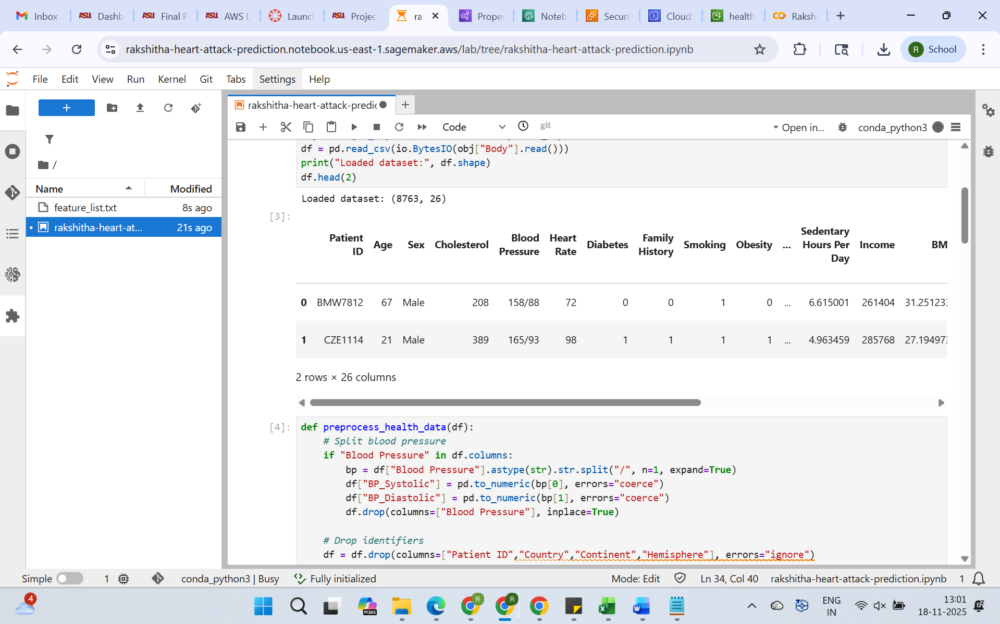 Inbox
Dashb
Final P
AWS L
Launc
Projec
ra
Proper
Noteb
Securi
Cloud
health
Rakshi
rakshitha-heart-attack-prediction.notebook.us-east-1.sagemaker.aws/lab/tree/rakshitha-heart-attack-prediction.ipynb
R School
File Edit View Run Kernel Git Tabs Settings Help
rakshitha-heart-attack-predic
Code
git
Open in...
conda_python3
/
Name Modified
feature_list.txt 8s ago
rakshitha-heart-at... 21s ago
df = pd.read_csv(io.BytesIO(obj["Body"].read()))
print("Loaded dataset:", df.shape)
df.head(2)
Loaded dataset: (8763, 26)
[3]:
Patient ID Age Sex Cholesterol Blood Pressure Heart Rate Diabetes Family History Smoking Obesity ... Sedentary Hours Per Day Income BM
0 BMW7812 67 Male 208 158/88 72 0 0 1 0 ... 6.615001 261404 31.251233
1 CZE1114 21 Male 389 165/93 98 1 1 1 1 ... 4.963459 285768 27.194973
2 rows × 26 columns
[4]:
def preprocess_health_data(df):
# Split blood pressure
if "Blood Pressure" in df.columns:
bp = df["Blood Pressure"].astype(str).str.split("/", n=1, expand=True)
df["BP_Systolic"] = pd.to_numeric(bp[0], errors="coerce")
df["BP_Diastolic"] = pd.to_numeric(bp[1], errors="coerce")
df.drop(columns=["Blood Pressure"], inplace=True)
# Drop identifiers
df = df.drop(columns=["Patient ID","Country","Continent","Hemisphere"], errors="ignore")
Simple 1 conda_python3 | Busy Fully initialized Mode: Edit Ln 34, Col 40 rakshitha-heart-attack-prediction.ipynb 1
4
M365
R
R
ENG
IN
13:01
18-11-2025